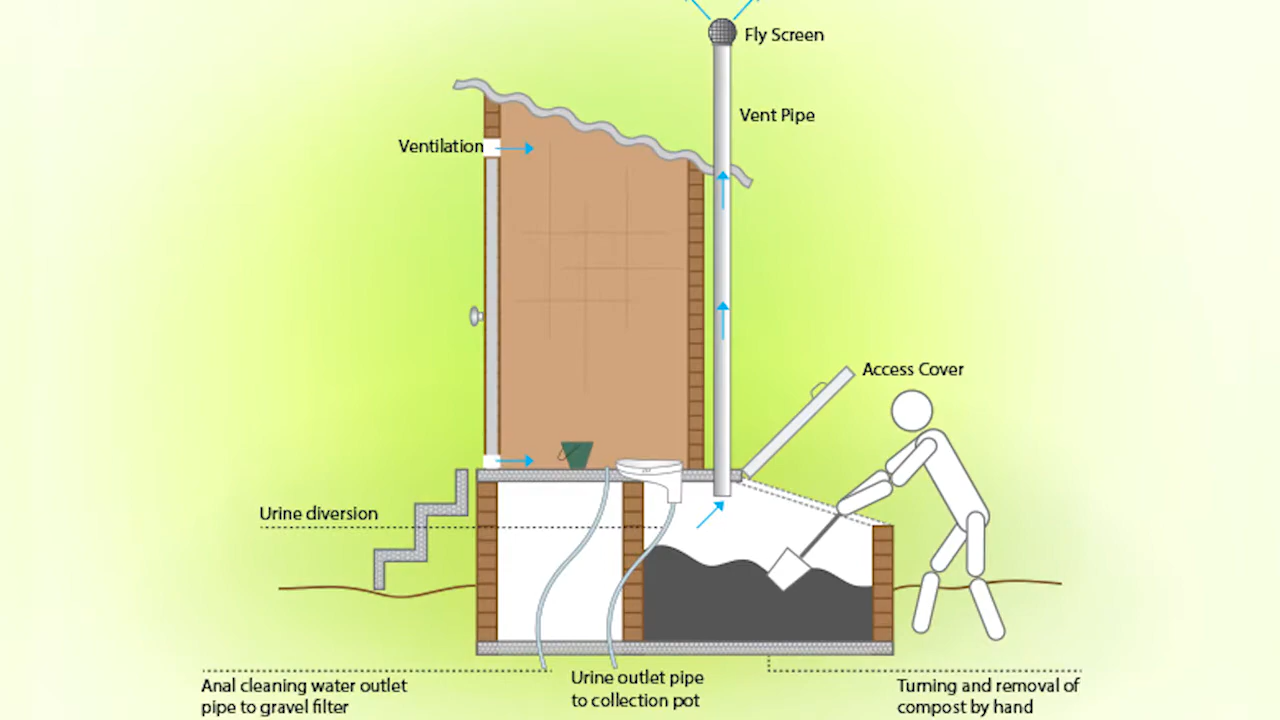 Fly Screen
Vent Pipe
Ventilation
Access Cover
Urine diversion
Anal cleaning water outlet
pipe to gravel filter
Urine outlet pipe
to collection pot
Turning and removal of
compost by hand